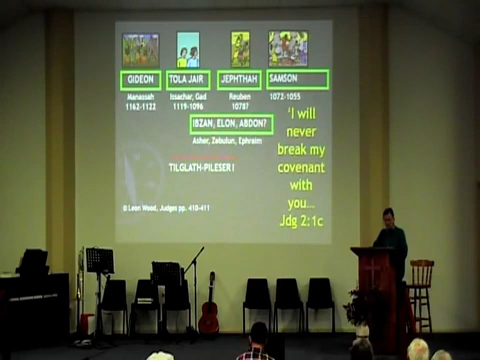 GIDEON
TOLA JAIR
JEPHTHAH
SAMSON
Manassah
Issachar, Gad
Reuben
1072-1055
1162-1122
1119-1096
1078?
IBZAN, ELON, ABDON?
Asher, Zebulun, Ephraim
TILGLATH-PILESER I
‘I will
never
break my
covenant
with
you...
Jdg 2:1c
© Leon Wood, Judges pp. 410-411